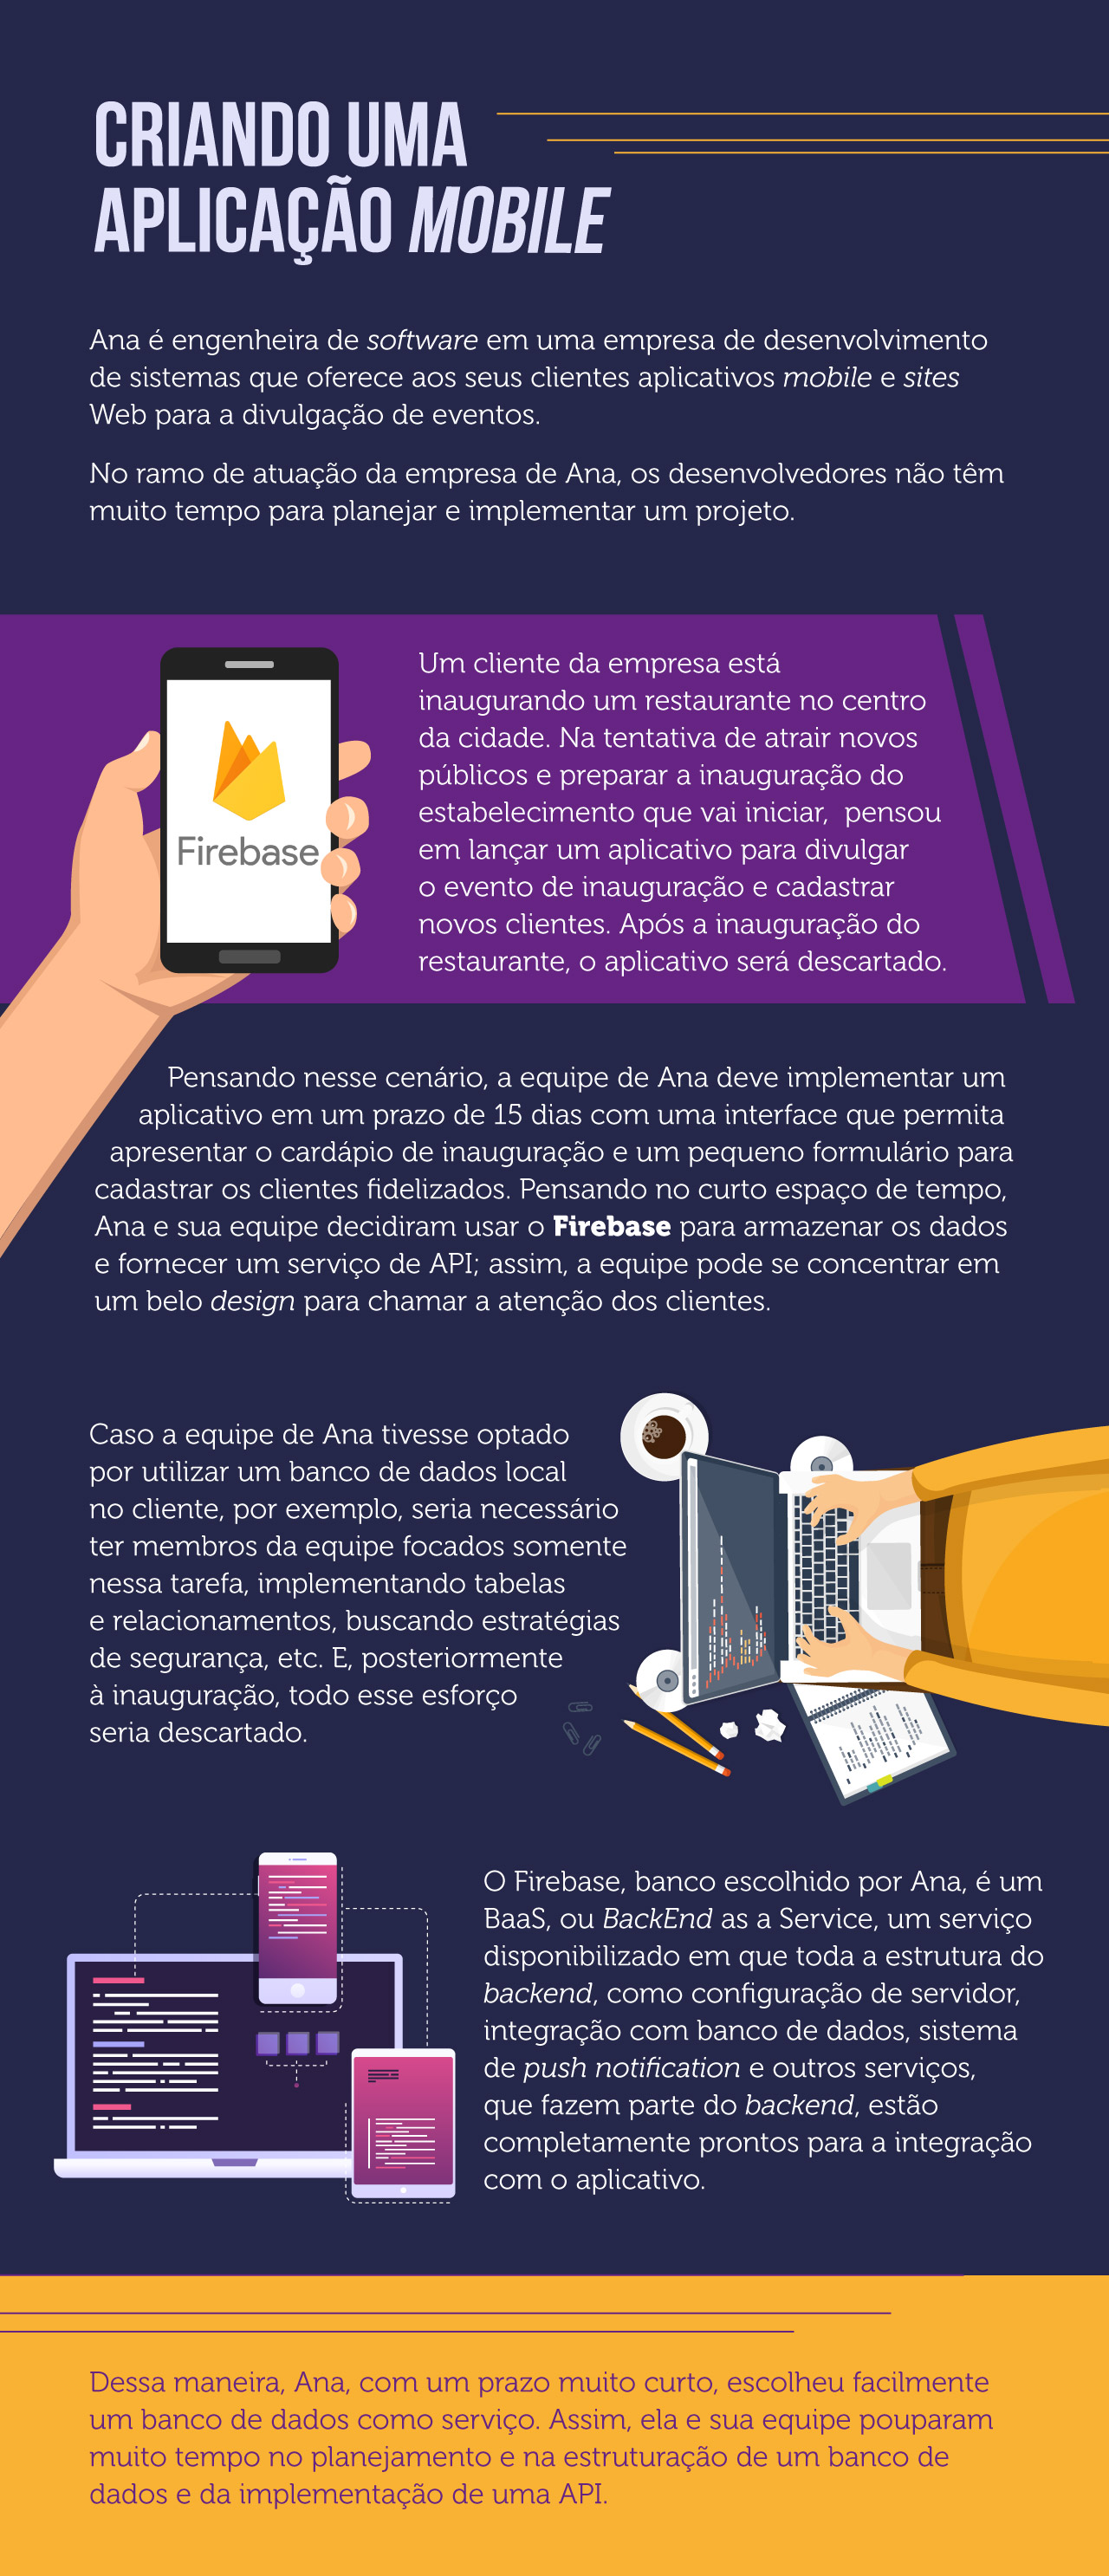 CRIANDO UMA
APLICAÇÃO MOBILE
Ana é engenheira de software em uma empresa de desenvolvimento
de sistemas que oferece aos seus clientes aplicativos mobile e sites
Web para a divulgação de eventos.
No ramo de atuação da empresa de Ana, os desenvolvedores não têm
muito tempo para planejar e implementar um projeto.
Firebase
Um cliente da empresa está
inaugurando um restaurante no centro
da cidade. Na tentativa de atrair novos
públicos e preparar a inauguração do
estabelecimento que vai iniciar, pensou
em lançar um aplicativo para divulgar
o evento de inauguração e cadastrar
novos clientes. Após a inauguração do
restaurante, o aplicativo será descartado.
Pensando nesse cenário, a equipe de Ana deve implementar um
aplicativo em um prazo de 15 dias com uma interface que permita
apresentar o cardápio de inauguração e um pequeno formulário para
cadastrar os clientes fidelizados. Pensando no curto espaço de tempo,
Ana e sua equipe decidiram usar o Firebase para armazenar os dados
e fornecer um serviço de API; assim, a equipe pode se concentrar em
um belo design para chamar a atenção dos clientes.
Caso a equipe de Ana tivesse optado
por utilizar um banco de dados local
no cliente, por exemplo, seria necessário
ter membros da equipe focados somente
nessa tarefa, implementando tabelas
e relacionamentos, buscando estratégias
de segurança, etc. E, posteriormente
à inauguração, todo esse esforço
seria descartado.
O Firebase, banco escolhido por Ana, é um
BaaS, ou BackEnd as a Service, um serviço
disponibilizado em que toda a estrutura do
backend, como configuração de servidor,
integração com banco de dados, sistema
de push notification e outros serviços,
que fazem parte do backend, estão
completamente prontos para a integração
com o aplicativo.
Dessa maneira, Ana, com um prazo muito curto, escolheu facilmente
um banco de dados como serviço. Assim, ela e sua equipe pouparam
muito tempo no planejamento e na estruturação de um banco de
dados e da implementação de uma API.